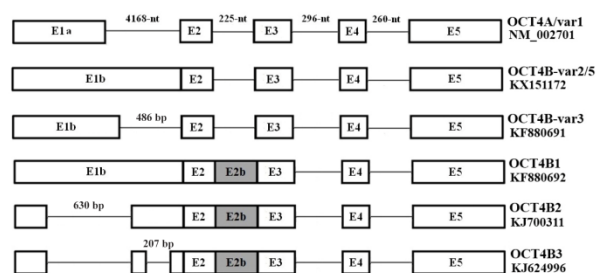 4168-nt 225-nt 296-nt 260-nt
E1a E2 E3 E4 E5 OCT4A/var1
NM_002701
E1b E2 E3 E4 E5 OCT4B-var2/5
KX151172
486 bp
E1b E2 E3 E4 E5 OCT4B-var3
KF880691
E1b E2 E2b E3 E4 E5 OCT4B1
KF880692
630 bp
E2 E2b E3 E4 E5 OCT4B2
KJ700311
207 bp
E2 E2b E3 E4 E5 OCT4B3
KJ624996